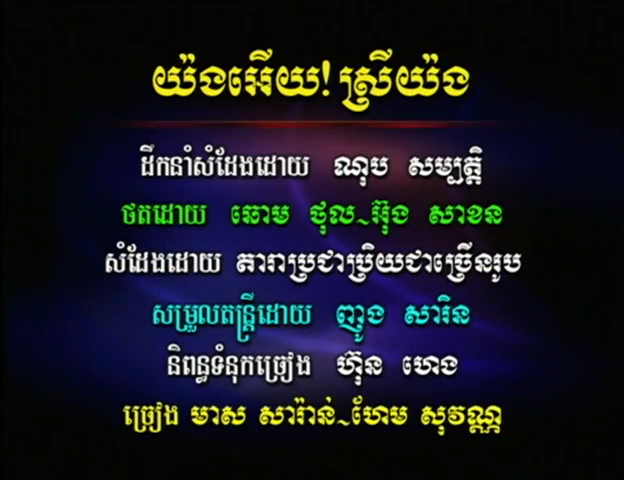 យ៉ងអើយ! ស្រីយ៉ង
ដឹកនាំសំដែងដោយ ណុប សម្បត្តិ
ថតដោយ ឆោម ថុល~អ៊ុង សាខន
សំដែងដោយ តារាប្រជាប្រិយជាច្រើនរូប
សម្រួលតន្ត្រីដោយ ញូង សារិន
និពន្ធទំនុកច្រៀង ហ៊ុន ហេង
ច្រៀង មាស សារ៉ាន់~ហែម សុវណ្ណ